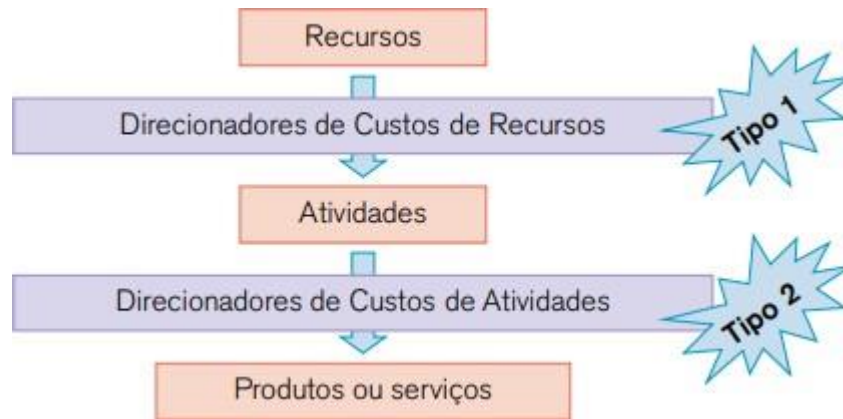 Recursos
Direcionadores de Custos de Recursos
Tipo 1
Atividades
Direcionadores de Custos de Atividades
Tipo 2
Produtos ou serviços